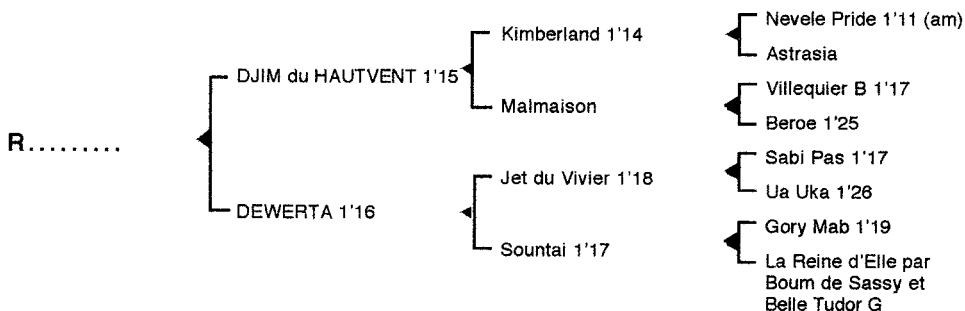 R.........
DJIM du HAUTVENT 1'15
DEWERTA 1'16
Kimberland 1'14
Malmaison
Jet du Vivier 1'18
Sountai 1'17
Nevele Pride 1'11 (am)
Astrasia
Villequier B 1'17
Beroe 1'25
Sabi Pas 1'17
Ua Uka 1'26
Gory Mab 1'19
La Reine d'Elle par
Boum de Sassy et
Belle Tudor G